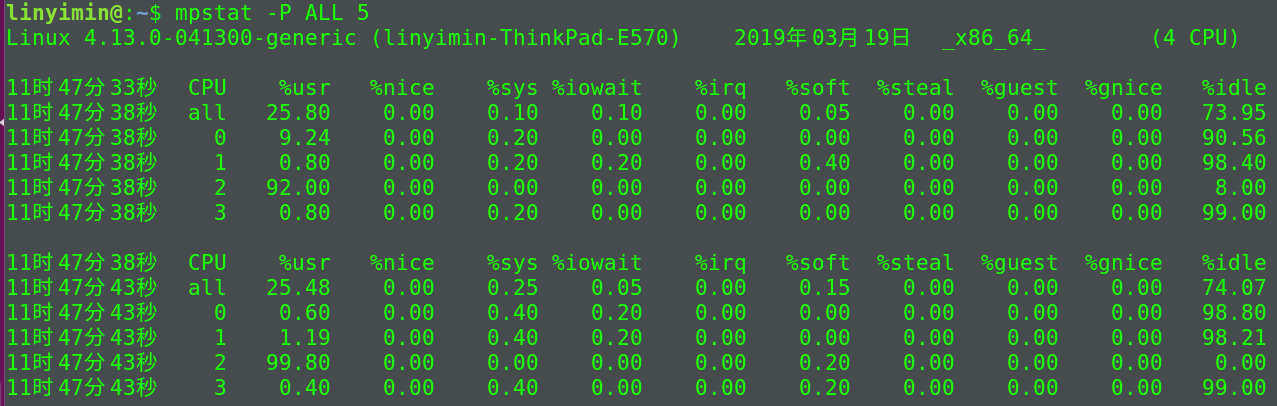 linyimin@:~$ mpstat -P ALL 5
Linux 4.13.0-041300-generic (linyimin-ThinkPad-E570) 2019年03月19日 _x86_64_ (4 CPU)
11时47分33秒 CPU %usr %nice %sys %iowait %irq %soft %steal %guest %gnice %idle
11时47分38秒 all 25.80 0.00 0.10 0.10 0.00 0.05 0.00 0.00 0.00 73.95
11时47分38秒 0 9.24 0.00 0.20 0.00 0.00 0.00 0.00 0.00 0.00 90.56
11时47分38秒 1 0.80 0.00 0.20 0.20 0.00 0.40 0.00 0.00 0.00 98.40
11时47分38秒 2 92.00 0.00 0.00 0.00 0.00 0.00 0.00 0.00 0.00 8.00
11时47分38秒 3 0.80 0.00 0.20 0.00 0.00 0.00 0.00 0.00 0.00 99.00
11时47分38秒 CPU %usr %nice %sys %iowait %irq %soft %steal %guest %gnice %idle
11时47分43秒 all 25.48 0.00 0.25 0.05 0.00 0.15 0.00 0.00 0.00 74.07
11时47分43秒 0 0.60 0.00 0.40 0.20 0.00 0.00 0.00 0.00 0.00 98.80
11时47分43秒 1 1.19 0.00 0.40 0.20 0.00 0.00 0.00 0.00 0.00 98.21
11时47分43秒 2 99.80 0.00 0.00 0.00 0.00 0.20 0.00 0.00 0.00 0.00
11时47分43秒 3 0.40 0.00 0.40 0.00 0.00 0.20 0.00 0.00 0.00 99.00